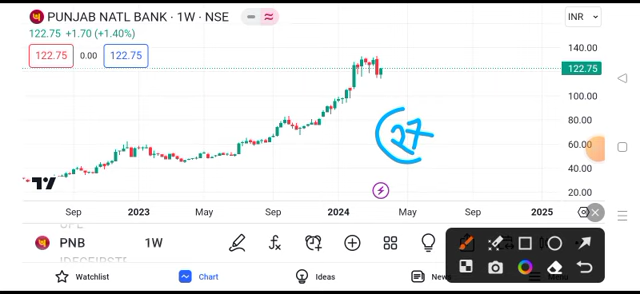 PUNJAB NATL BANK · 1W · NSE
INR
122.75 +1.70 (+1.40%)
122.75 0.00 122.75
140.00
122.75
100.00
80.00
60.00
40.00
20.00
27
Sep 2023 May Sep 2024 May Sep 2025
PNB 1W
Watchlist Chart Ideas News